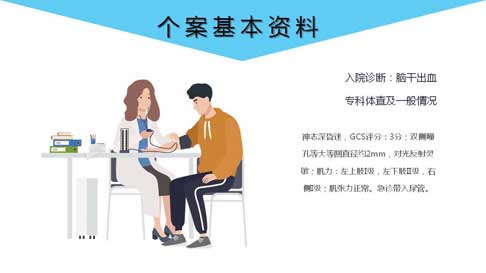 个案基本资料
入院诊断：脑干出血
专科体查及一般情况
神志深昏迷，GCS评分：3分；双侧瞳
孔等大等圆直径约2mm，对光反射灵
敏；肌力：左上肢Ⅰ级，左下肢Ⅱ级，右
侧Ⅰ级；肌张力正常。急诊带入尿管。